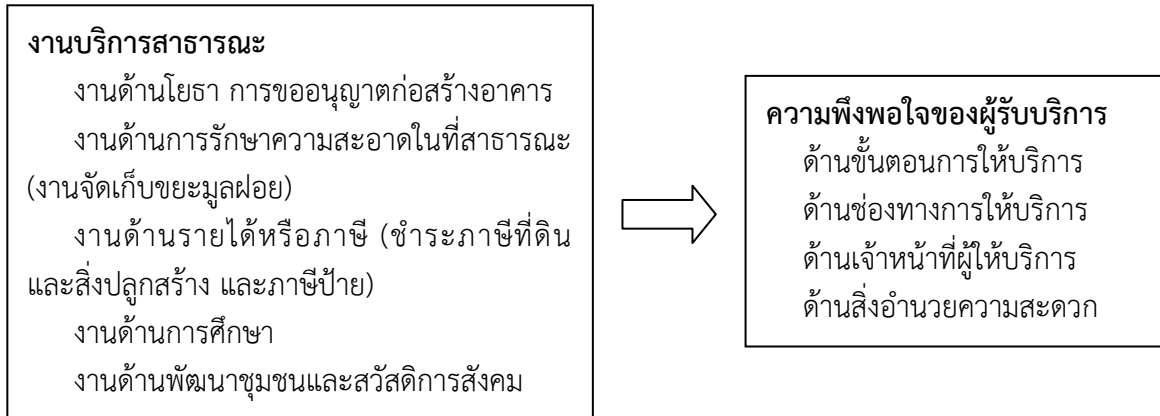 งานบริการสาธารณะ
งานด้านโยธา การขออนุญาตก่อสร้างอาคาร
งานด้านการรักษาความสะอาดในที่สาธารณะ
(งานจัดเก็บขยะมูลฝอย)
งานด้านรายได้หรือภาษี (ชำระภาษีที่ดิน
และสิ่งปลูกสร้าง และภาษีป้าย)
งานด้านการศึกษา
งานด้านพัฒนาชุมชนและสวัสดิการสังคม
ความพึงพอใจของผู้รับบริการ
ด้านขั้นตอนการให้บริการ
ด้านช่องทางการให้บริการ
ด้านเจ้าหน้าที่ผู้ให้บริการ
ด้านสิ่งอำนวยความสะดวก